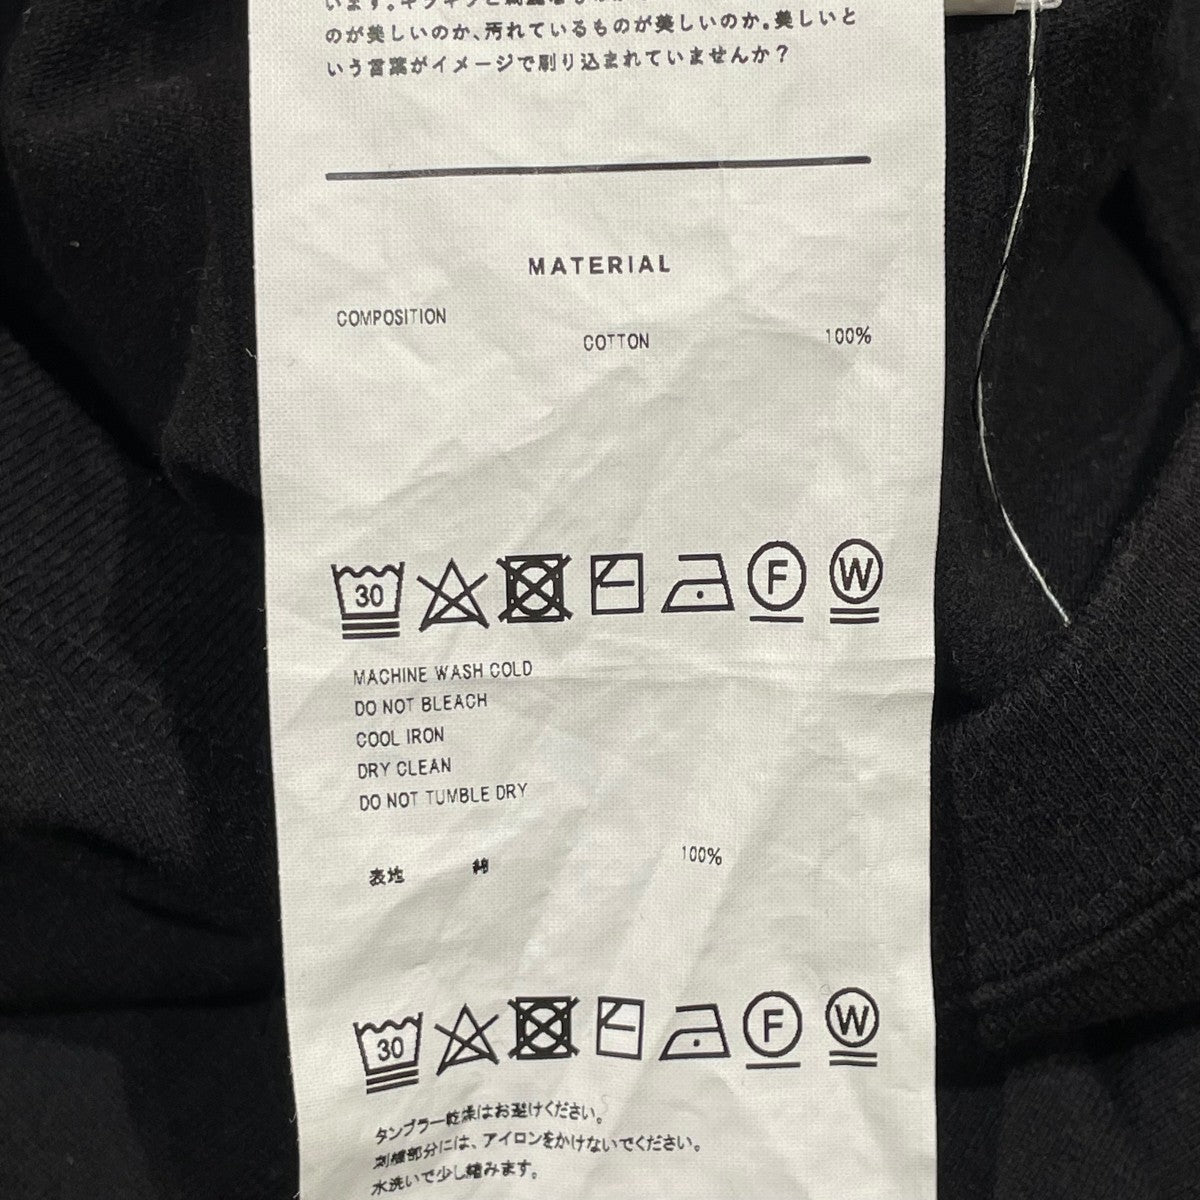 のが美しいのか、汚れているものが美しいのか。美しいと
いう言葉がイメージで刷り込まれていませんか？
MATERIAL
COMPOSITION
COTTON 100%
30 F W
MACHINE WASH COLD
DO NOT BLEACH
COOL IRON
DRY CLEAN
DO NOT TUMBLE DRY
表地 綿 100%
30 F W
タンブラー乾燥はお避けください。
刺繍部分には、アイロンをかけないでください。
水洗いで少し縮みます。